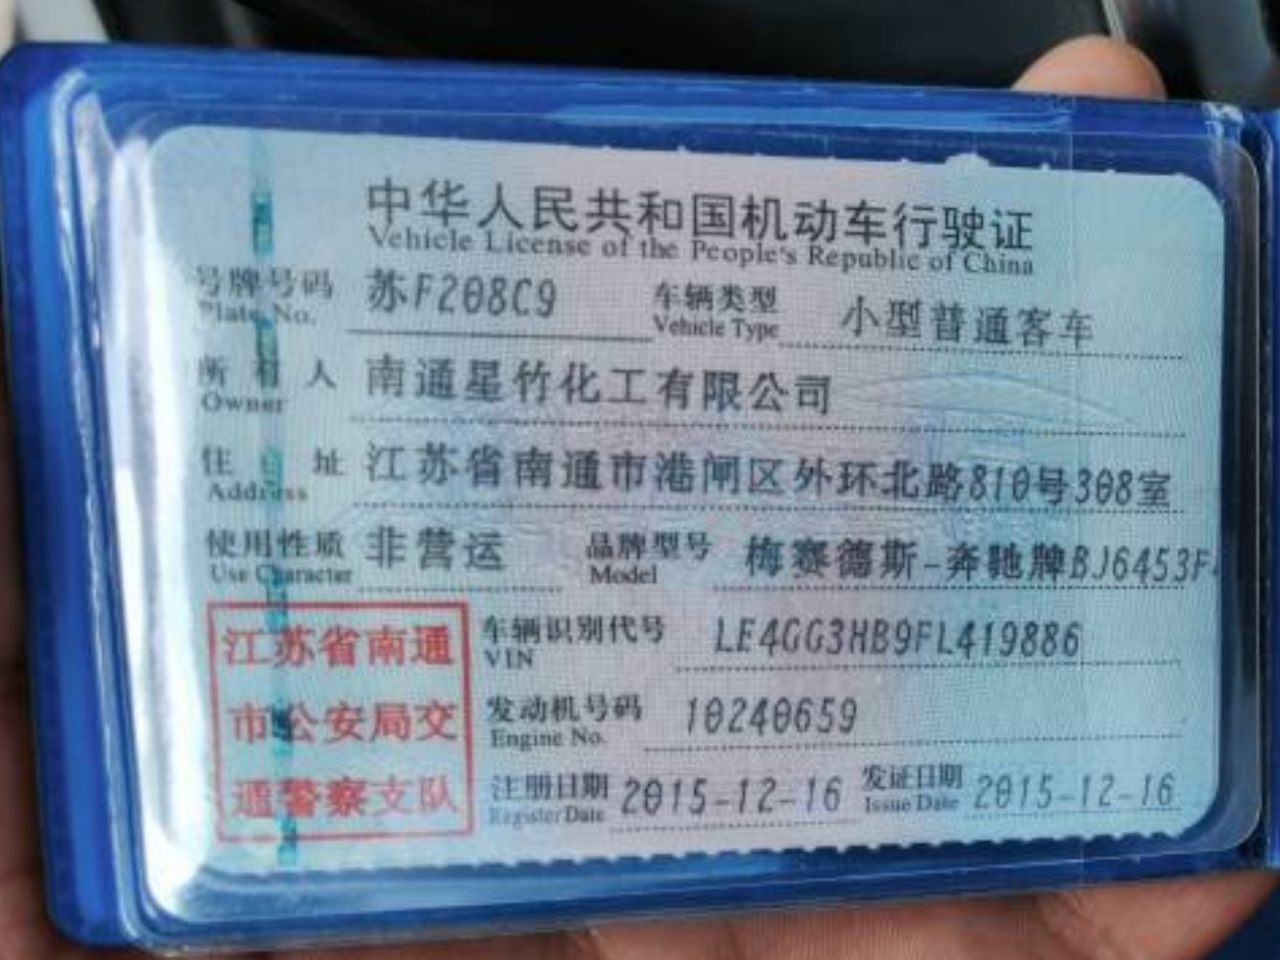 中华人民共和国机动车行驶证
Vehicle License of the People's Republic of China
号牌号码 苏F208C9 车辆类型 小型普通客车
Plate No. Vehicle Type
所有人 南通星竹化工有限公司
Owner
住址 江苏省南通市港闸区外环北路810号308室
Address
使用性质 非营运 品牌型号 梅赛德斯-奔驰牌BJ6453F
Use Character Model
江苏省南通
市公安局交
通警察支队
车辆识别代号 LE4GG3HB9FL419886
VIN
发动机号码 10240659
Engine No.
注册日期 2015-12-16 发证日期 2015-12-16
Register Date Issue Date